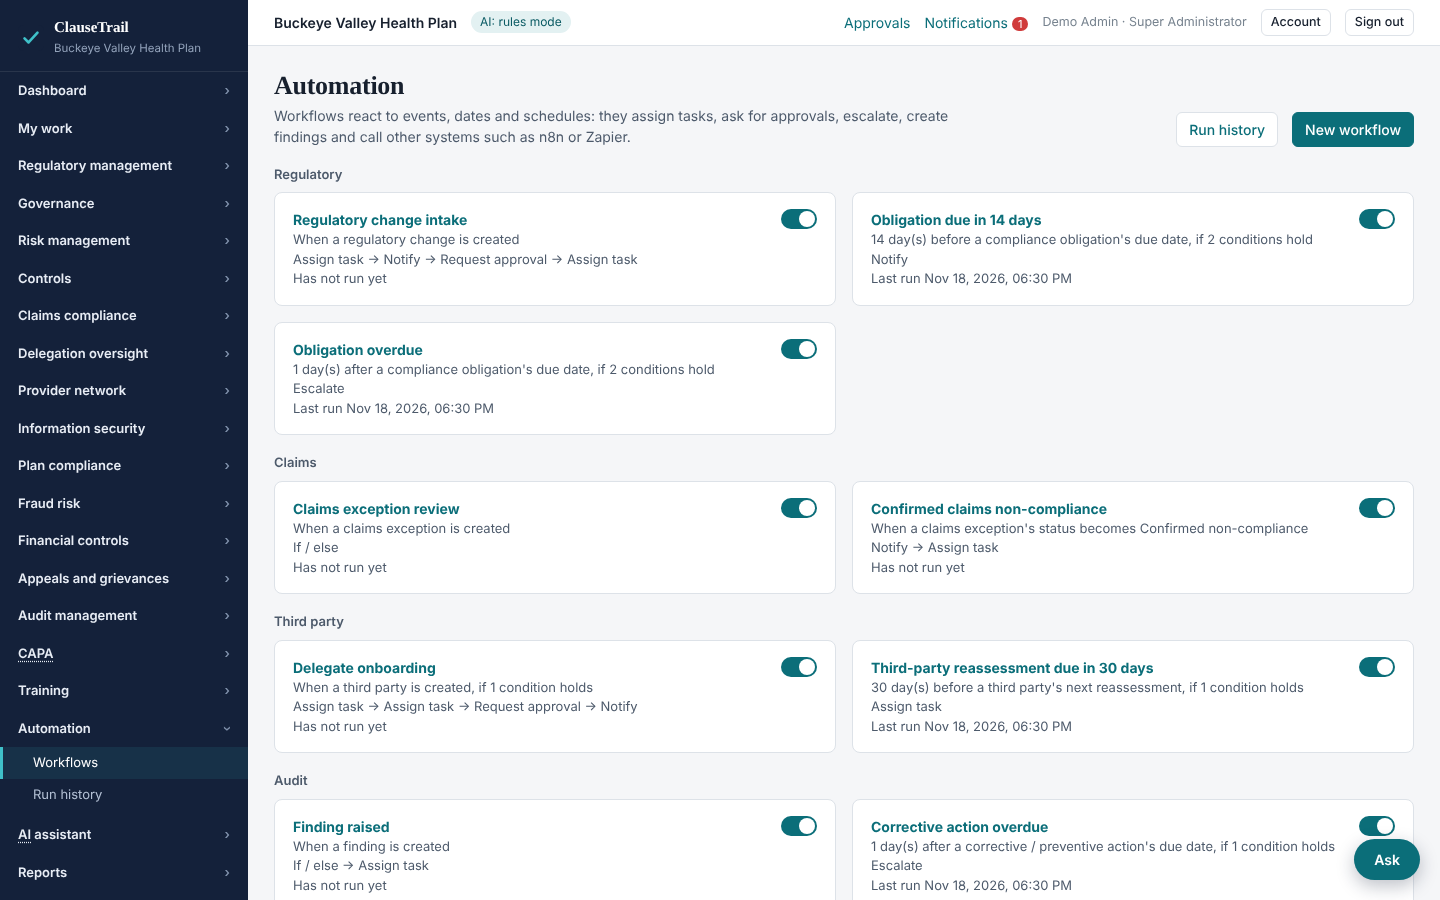 ClauseTrail
Buckeye Valley Health Plan
Dashboard
My work
Regulatory management
Governance
Risk management
Controls
Claims compliance
Delegation oversight
Provider network
Information security
Plan compliance
Fraud risk
Financial controls
Appeals and grievances
Audit management
CAPA
Training
Automation
Workflows
Run history
AI assistant
Reports
Buckeye Valley Health Plan
AI: rules mode
Approvals
Notifications 1
Demo Admin · Super Administrator
Account
Sign out
Automation
Workflows react to events, dates and schedules: they assign tasks, ask for approvals, escalate, create
findings and call other systems such as n8n or Zapier.
Run history
New workflow
Regulatory
Regulatory change intake
When a regulatory change is created
Assign task → Notify → Request approval → Assign task
Has not run yet
Obligation due in 14 days
14 day(s) before a compliance obligation's due date, if 2 conditions hold
Notify
Last run Nov 18, 2026, 06:30 PM
Obligation overdue
1 day(s) after a compliance obligation's due date, if 2 conditions hold
Escalate
Last run Nov 18, 2026, 06:30 PM
Claims
Claims exception review
When a claims exception is created
If / else
Has not run yet
Confirmed claims non-compliance
When a claims exception's status becomes Confirmed non-compliance
Notify → Assign task
Has not run yet
Third party
Delegate onboarding
When a third party is created, if 1 condition holds
Assign task → Assign task → Request approval → Notify
Has not run yet
Third-party reassessment due in 30 days
30 day(s) before a third party's next reassessment, if 1 condition holds
Assign task
Last run Nov 18, 2026, 06:30 PM
Audit
Finding raised
When a finding is created
If / else → Assign task
Has not run yet
Corrective action overdue
1 day(s) after a corrective / preventive action's due date, if 1 condition holds
Escalate
Last run Nov 18, 2026, 06:30 PM
Ask